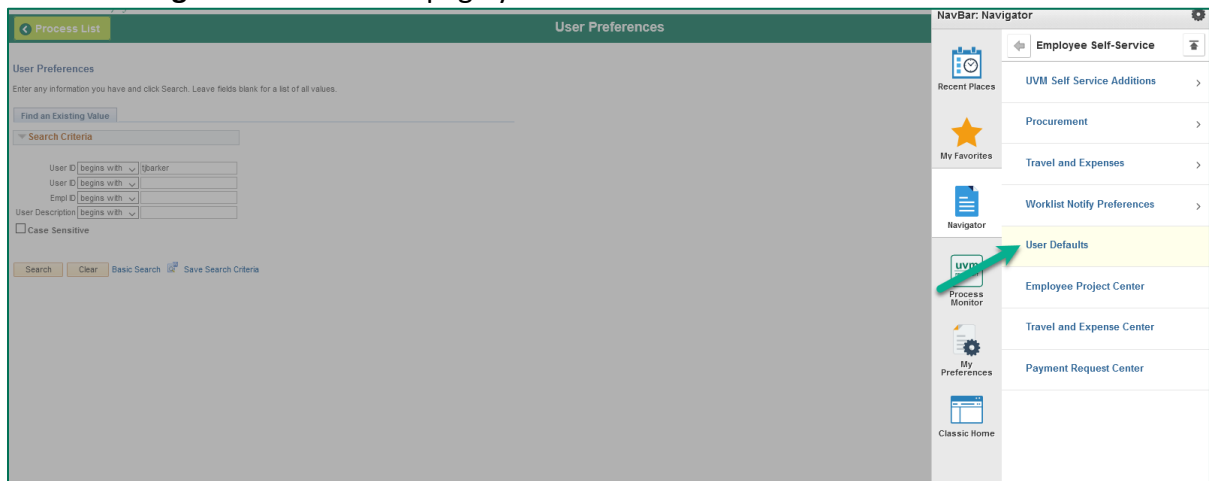 Process List
User Preferences
User Preferences
Enter any information you have and click Search. Leave fields blank for a list of all values.
Find an Existing Value
Search Criteria
User ID begins with tjbarker
User ID begins with
Empl ID begins with
User Description begins with
Case Sensitive
Search Clear Basic Search Save Search Criteria
NavBar: Navigator
Recent Places
My Favorites
Navigator
uvm
Process Monitor
My Preferences
Classic Home
Employee Self-Service
UVM Self Service Additions
Procurement
Travel and Expenses
Worklist Notify Preferences
User Defaults
Employee Project Center
Travel and Expense Center
Payment Request Center